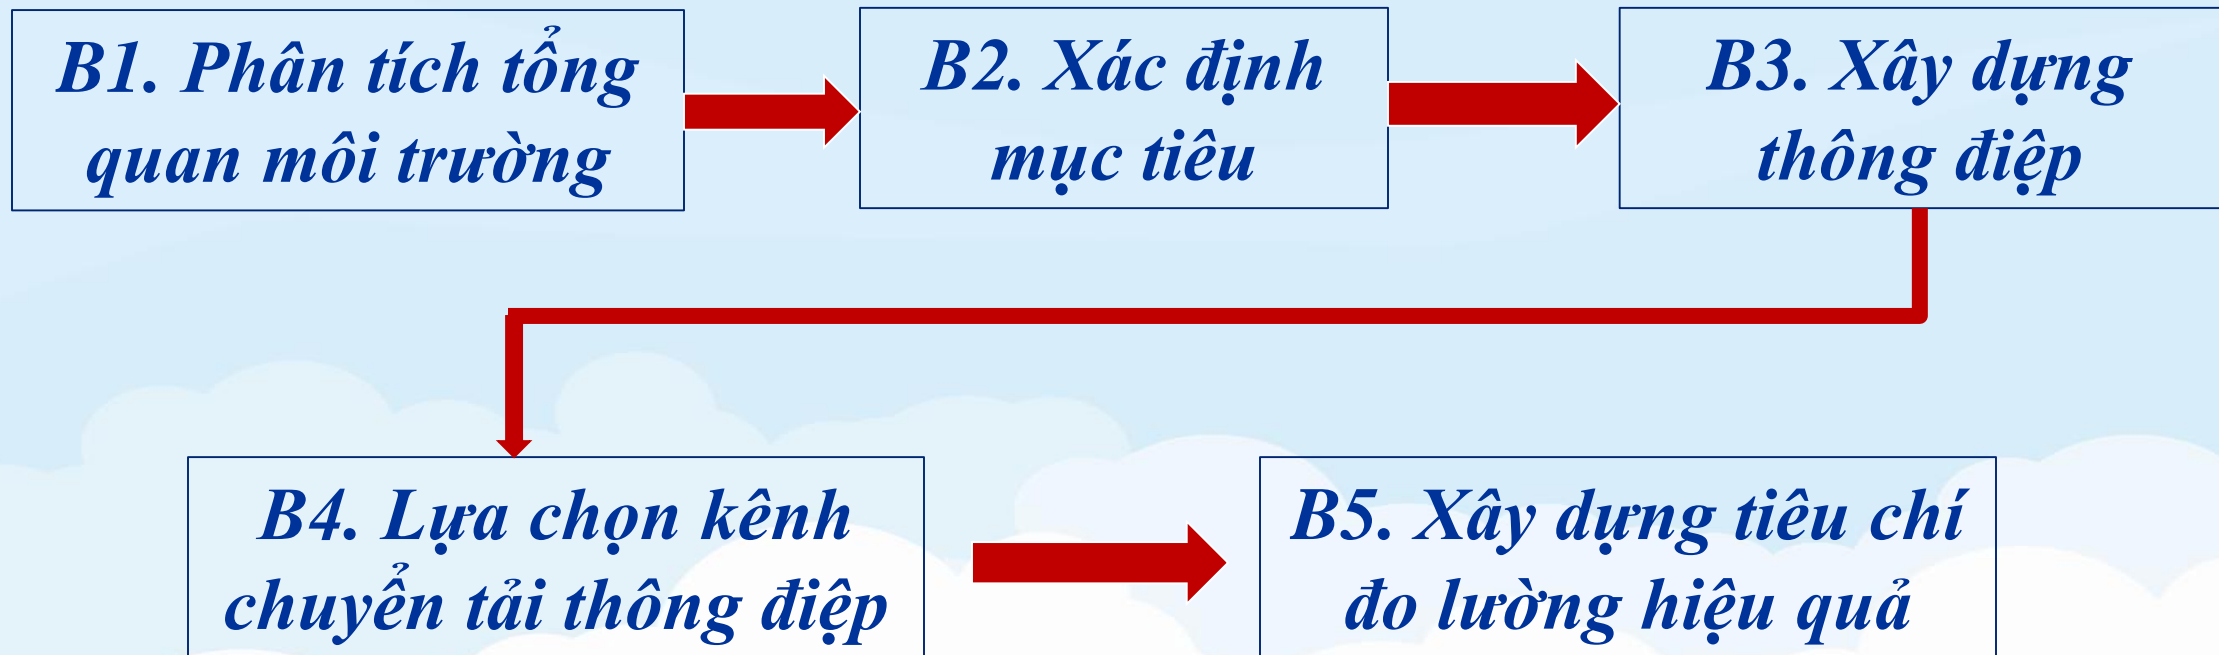 B1. Phân tích tổng
quan môi trường
B2. Xác định
mục tiêu
B3. Xây dựng
thông điệp
B4. Lựa chọn kênh
chuyển tải thông điệp
B5. Xây dựng tiêu chí
đo lường hiệu quả